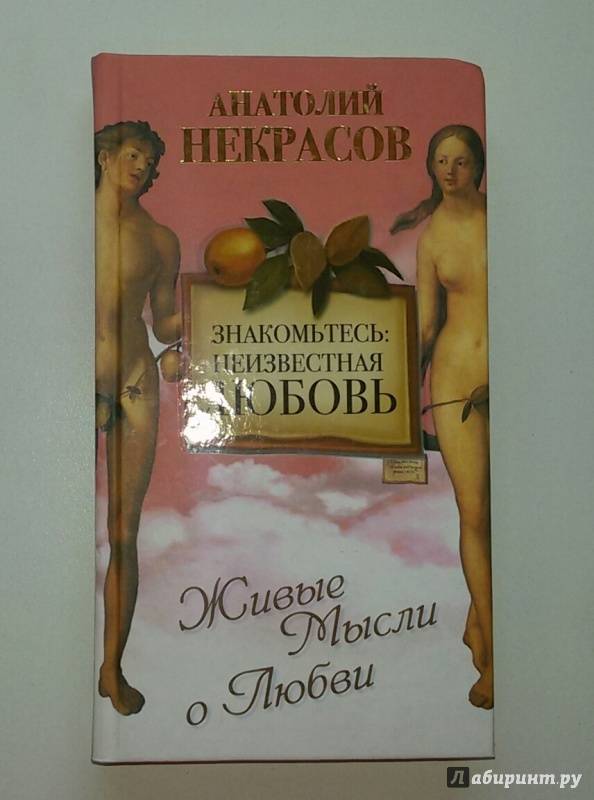 АНАТОЛИЙ
НЕКРАСОВ
ЗНАКОМЬТЕСЬ:
НЕИЗВЕСТНАЯ
ЛЮБОВЬ
Живые
Мысли
о Любви
Лабиринт.ру